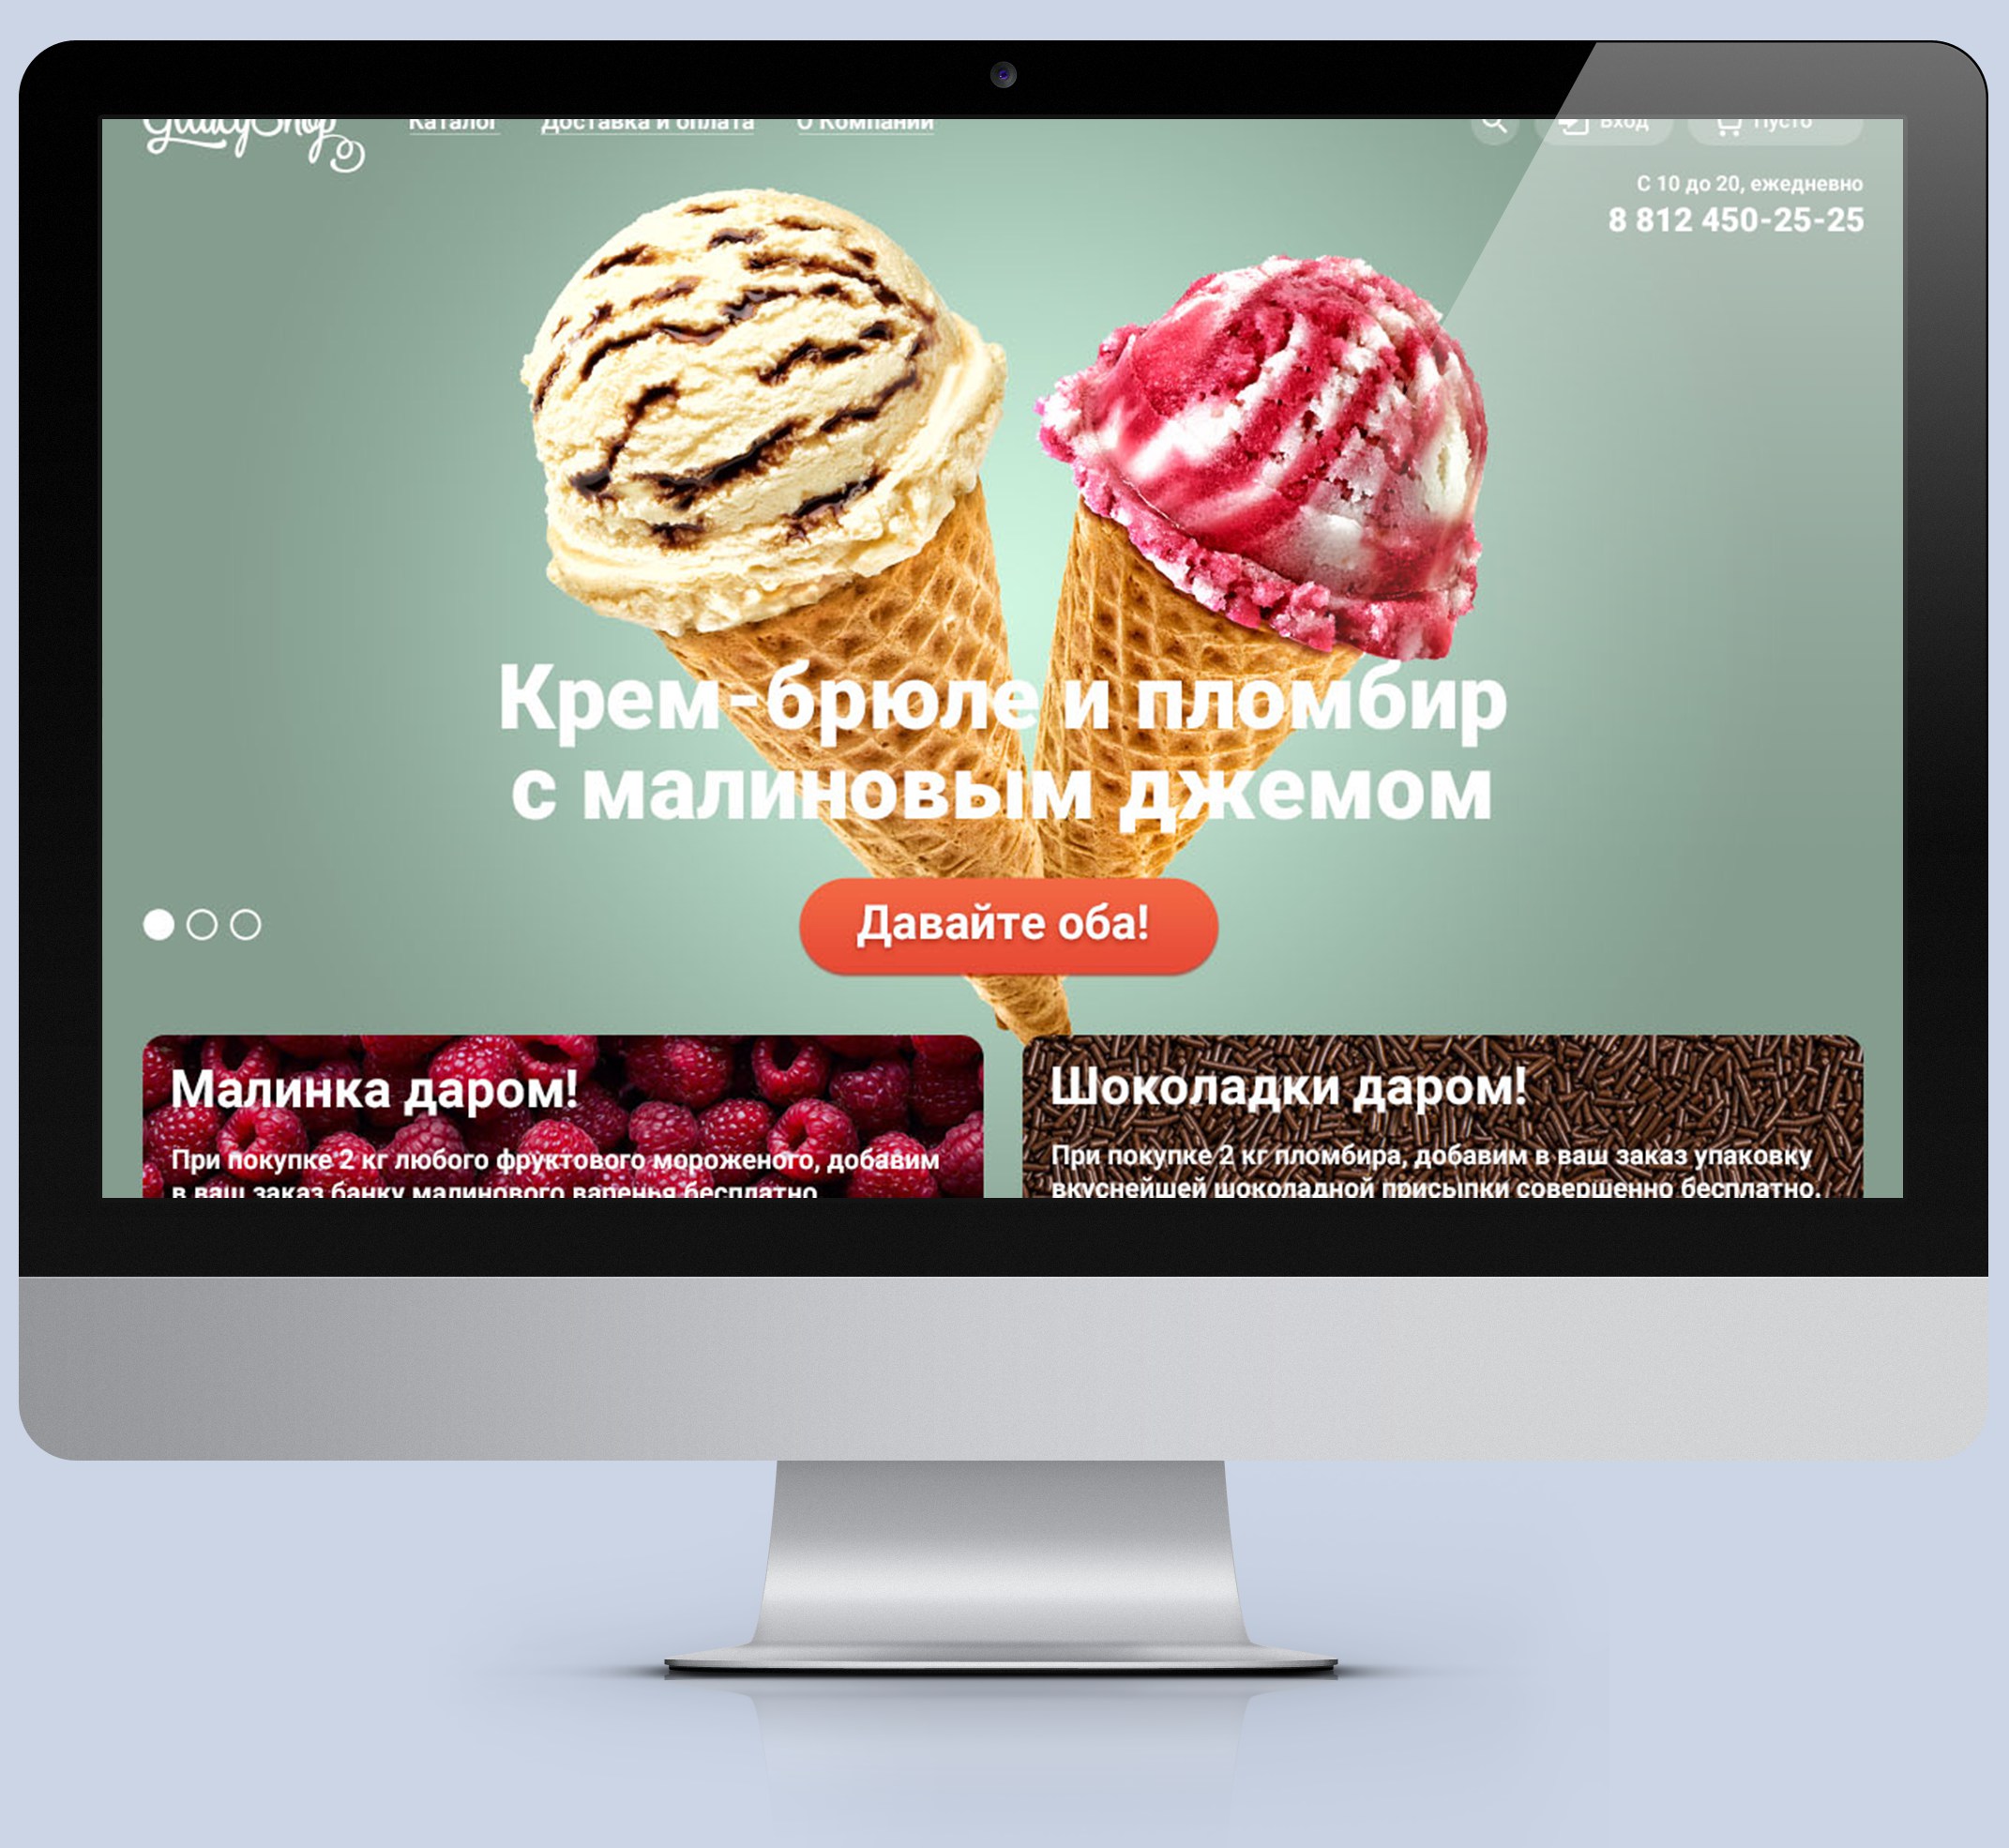 Каталог Доставка и оплата О Компании Вход Пусто
С 10 до 20, ежедневно
8 812 450-25-25
Крем-брюле и пломбир
с малиновым джемом
Давайте оба!
Малинка даром!
При покупке 2 кг любого фруктового мороженого, добавим
в ваш заказ банку малинового варенья бесплатно
Шоколадки даром!
При покупке 2 кг пломбира, добавим в ваш заказ упаковку
вкуснейшей шоколадной присыпки совершенно бесплатно.